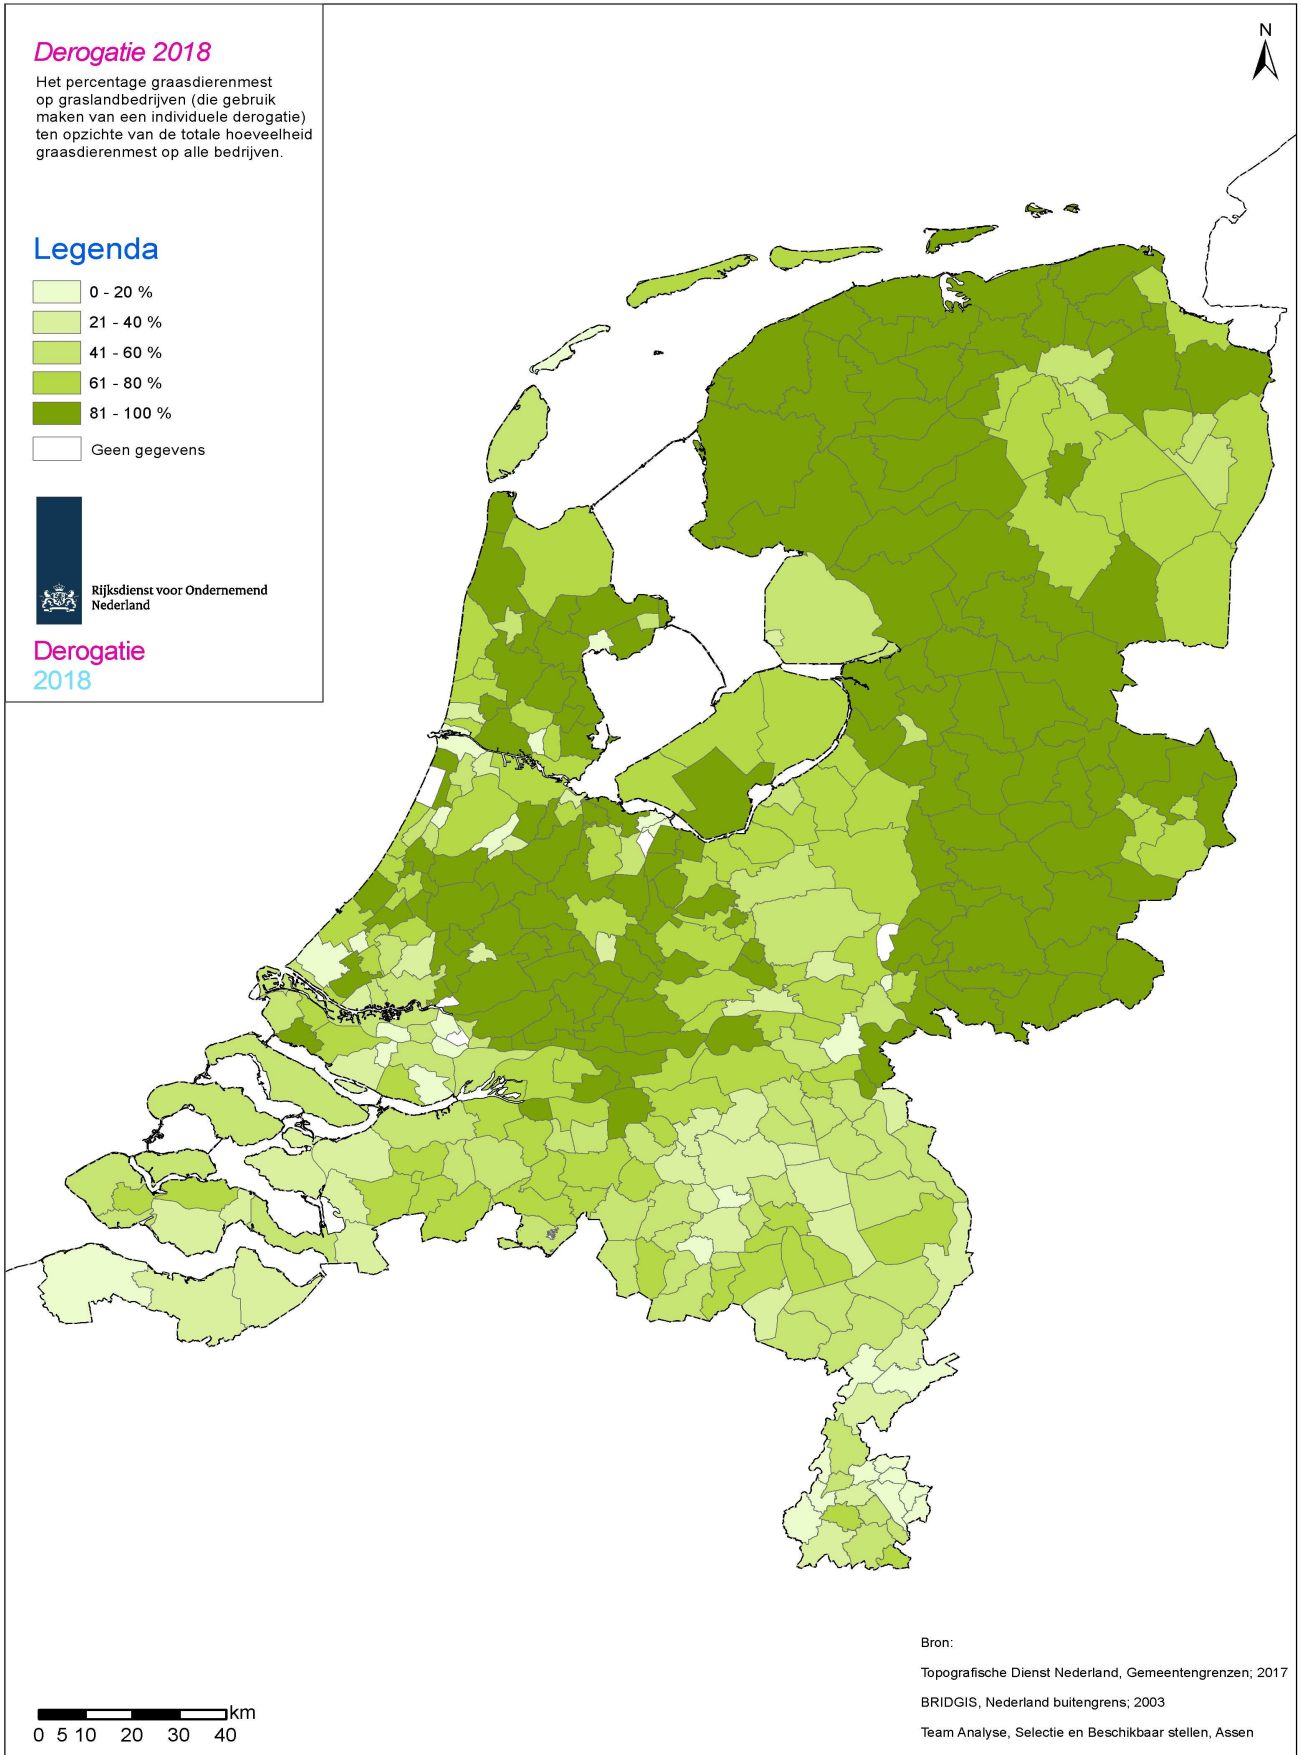 Derogatie 2018
Het percentage graasdierenmest
op graslandbedrijven (die gebruik
maken van een individuele derogatie)
ten opzichte van de totale hoeveelheid
graasdierenmest op alle bedrijven.
N
Legenda
0 - 20 %
21 - 40 %
41 - 60 %
61 - 80 %
81 - 100 %
Geen gegevens
Rijksdienst voor Ondernemend
Nederland
Derogatie
2018
Bron:
Topografische Dienst Nederland, Gemeentengrenzen; 2017
BRIDGIS, Nederland buitengrens; 2003
Team Analyse, Selectie en Beschikbaar stellen, Assen
km
0 5 10 20 30 40